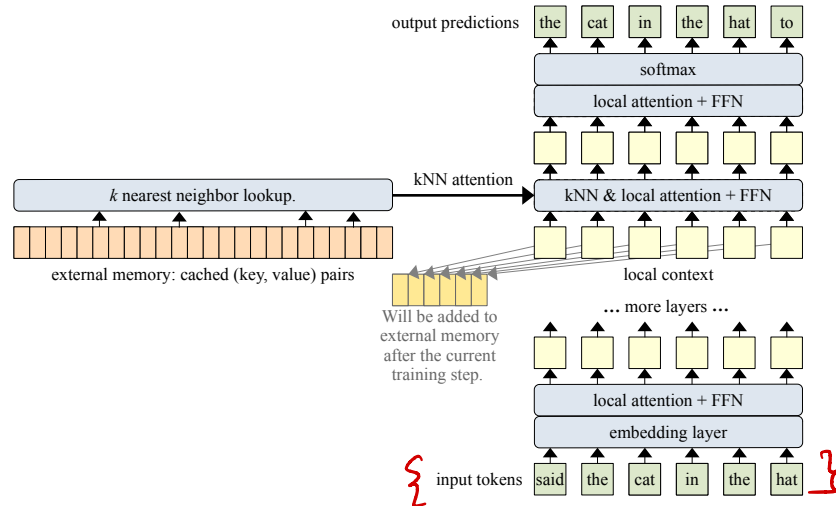 output predictions the cat in the hat to
softmax
local attention + FFN
kNN attention
k nearest neighbor lookup.
kNN & local attention + FFN
external memory: cached (key, value) pairs
local context
Will be added to
external memory
after the current
training step.
... more layers ...
local attention + FFN
embedding layer
input tokens said the cat in the hat